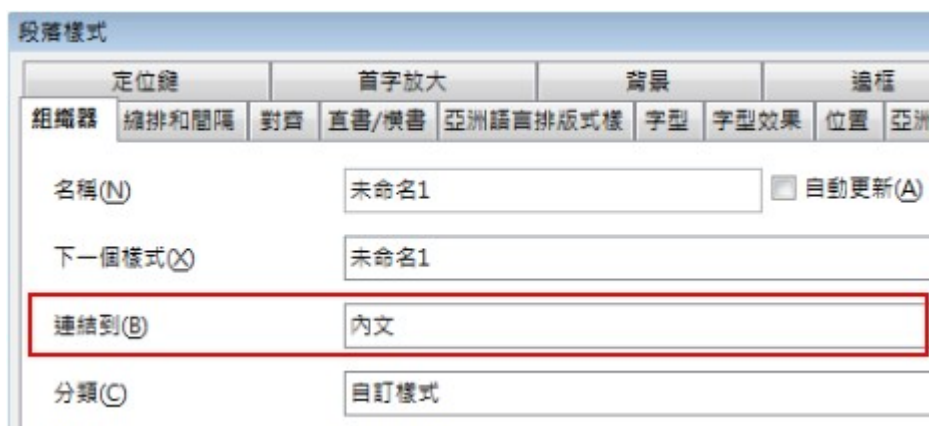 段落樣式
定位鍵 首字放大 背景 邊框
組織器 縮排和間隔 對齊 直書/橫書 亞洲語言排版式樣 字型 字型效果 位置 亞洲
名稱(N) 未命名1 自動更新(A)
下一個樣式(X) 未命名1
連結到(B) 內文
分類(C) 自訂樣式